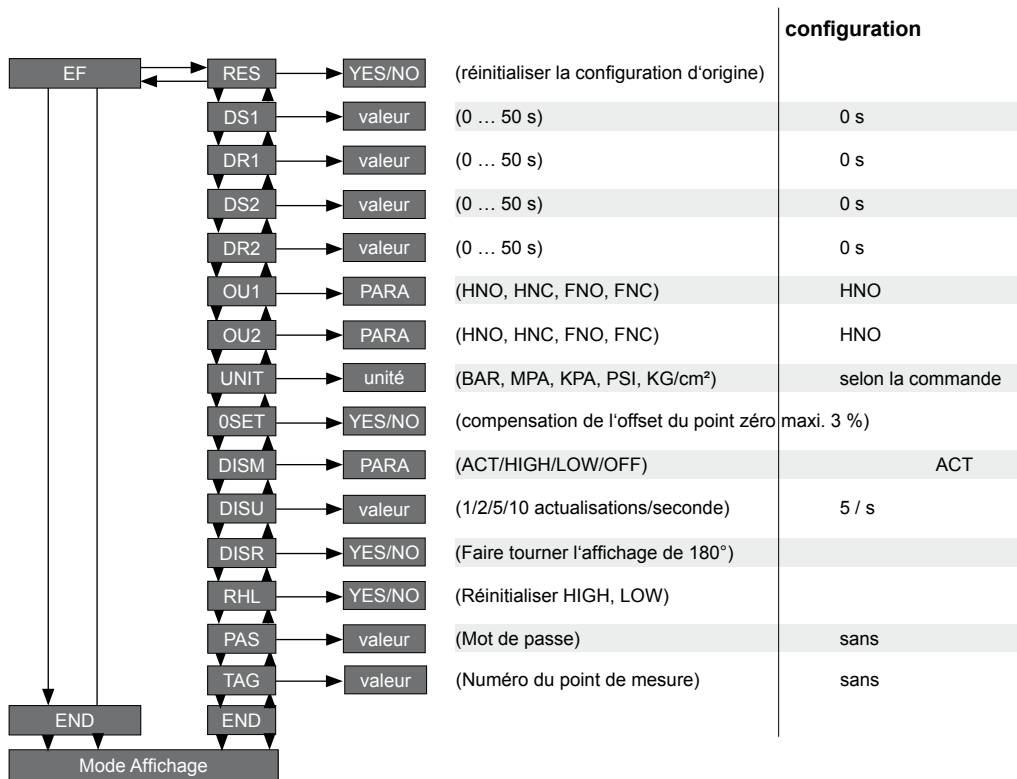 configuration
EF RES YES/NO (réinitialiser la configuration d‘origine)
DS1 valeur (0 … 50 s) 0 s
DR1 valeur (0 … 50 s) 0 s
DS2 valeur (0 … 50 s) 0 s
DR2 valeur (0 … 50 s) 0 s
OU1 PARA (HNO, HNC, FNO, FNC) HNO
OU2 PARA (HNO, HNC, FNO, FNC) HNO
UNIT unité (BAR, MPA, KPA, PSI, KG/cm²) selon la commande
0SET YES/NO (compensation de l‘offset du point zéro maxi. 3 %)
DISM PARA (ACT/HIGH/LOW/OFF) ACT
DISU valeur (1/2/5/10 actualisations/seconde) 5 / s
DISR YES/NO (Faire tourner l‘affichage de 180°)
RHL YES/NO (Réinitialiser HIGH, LOW)
PAS valeur (Mot de passe) sans
TAG valeur (Numéro du point de mesure) sans
END END
Mode Affichage